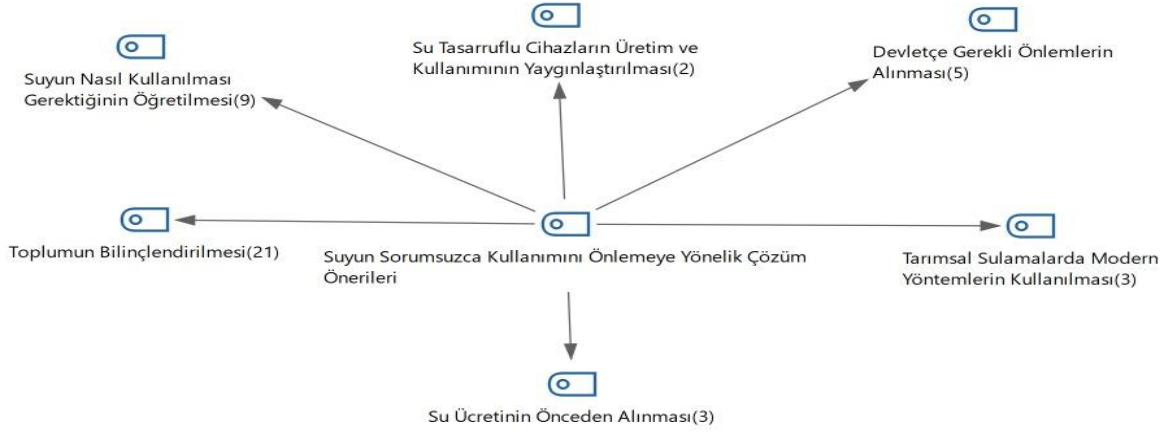 Su Tasarruflu Cihazların Üretim ve
Kullanımının Yaygınlaştırılması(2)
Devletçe Gerekli Önlemlerin
Alınması(5)
Suyun Nasıl Kullanılması
Gerektiğinin Öğretilmesi(9)
Toplumun Bilinçlendirilmesi(21)
Suyun Sorumsuzca Kullanımını Önlemeye Yönelik Çözüm
Önerileri
Tarımsal Sulamalarda Modern
Yöntemlerin Kullanılması(3)
Su Ücretinin Önceden Alınması(3)